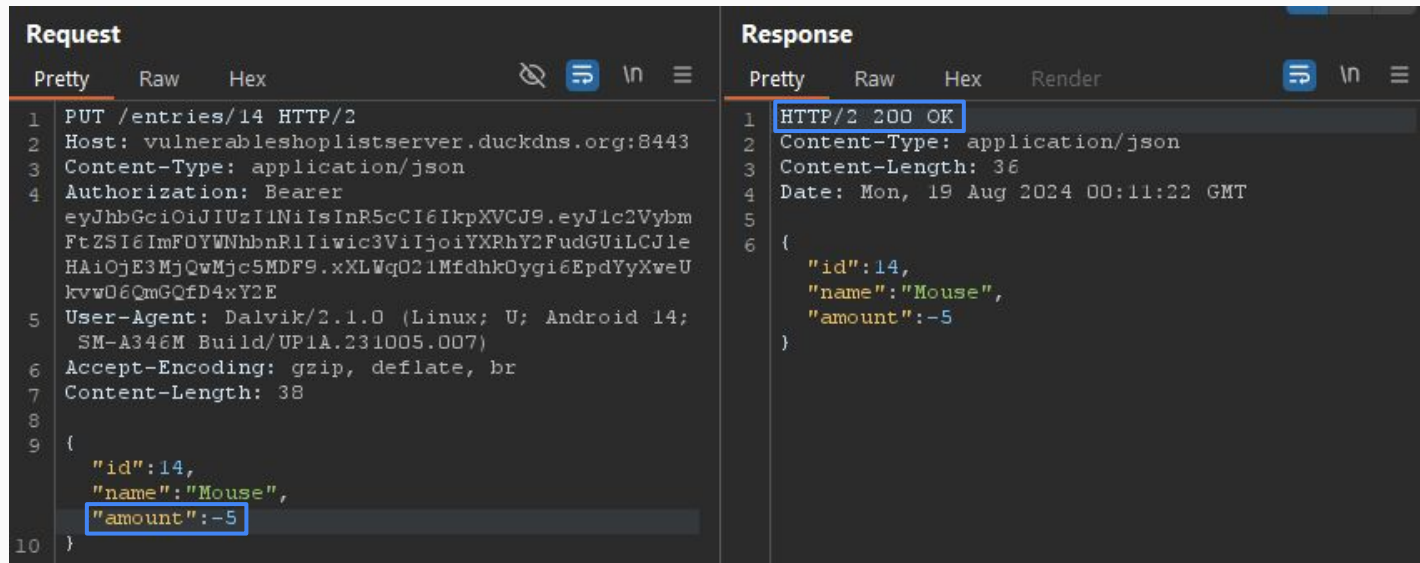 Request
Pretty Raw Hex \n
1 PUT /entries/14 HTTP/2
2 Host: vulnerableshoplistserver.duckdns.org:8443
3 Content-Type: application/json
4 Authorization: Bearer
eyJhbGciOiJIUzI1NiIsInR5cCI6IkpXVCJ9.eyJ1c2Vybm
FtZSI6ImF0YWNhbnRlIiwic3ViIjoiYXRhY2FudGUiLCJle
HAiOjE3MjQwMjc5MDF9.xXLWq021Mfdhk0ygi6EpdYyXweU
kvwO6QmGQfD4xY2E
5 User-Agent: Dalvik/2.1.0 (Linux; U; Android 14;
SM-A346M Build/UP1A.231005.007)
6 Accept-Encoding: gzip, deflate, br
7 Content-Length: 38
8
9 {
"id":14,
"name":"Mouse",
"amount":-5
10 }
Response
Pretty Raw Hex Render \n
1 HTTP/2 200 OK
2 Content-Type: application/json
3 Content-Length: 36
4 Date: Mon, 19 Aug 2024 00:11:22 GMT
5
6 {
"id":14,
"name":"Mouse",
"amount":-5
}